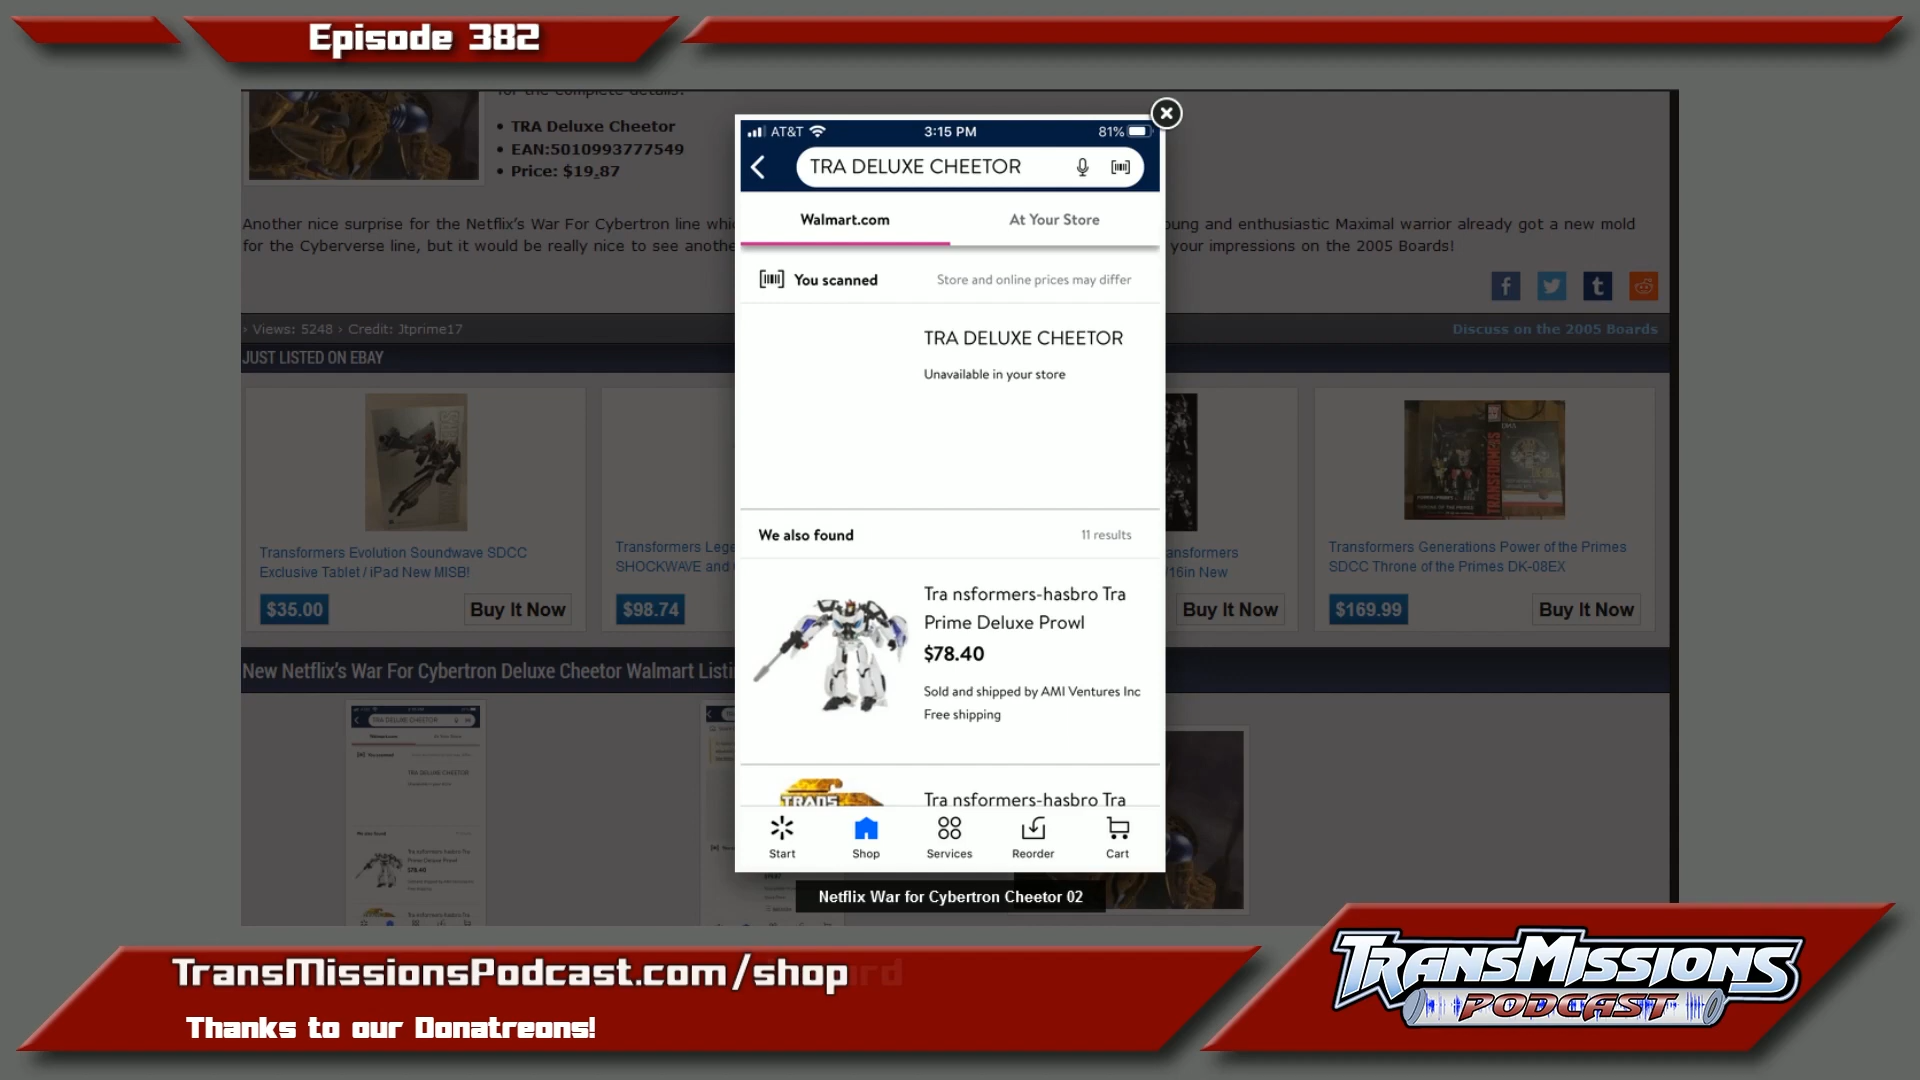 Episode 382
for the complete details!
• TRA Deluxe Cheetor
• EAN:5010993777549
• Price: $19.87
Another nice surprise for the Netflix's War For Cybertron line
young and enthusiastic Maximal warrior already got a new mold
for the Cyberverse line, but it would be really nice to see
your impressions on the 2005 Boards!
› Views: 5248 › Credit: Jtprime17
Discuss on the 2005 Boards
JUST LISTED ON EBAY
Transformers Evolution Soundwave SDCC
Exclusive Tablet / iPad New MISB!
$35.00
Buy It Now
Transformers
SHOCKWAVE and
$98.74
/16in New
Buy It Now
Transformers Generations Power of the Primes
SDCC Throne of the Primes DK-08EX
$169.99
Buy It Now
New Netflix's War For Cybertron Deluxe Cheetor Walmart
AT&T
3:15 PM
81%
TRA DELUXE CHEETOR
Walmart.com
At Your Store
You scanned
Store and online prices may differ
TRA DELUXE CHEETOR
Unavailable in your store
We also found
11 results
Tra nsformers-hasbro Tra
Prime Deluxe Prowl
$78.40
Sold and shipped by AMI Ventures Inc
Free shipping
TRANS
Tra nsformers-hasbro Tra
Start
Shop
Services
Reorder
Cart
Netflix War for Cybertron Cheetor 02
TransMissionsPodcast.com/shop
Thanks to our Donatreons!
TRANSMISSIONS
PODCAST